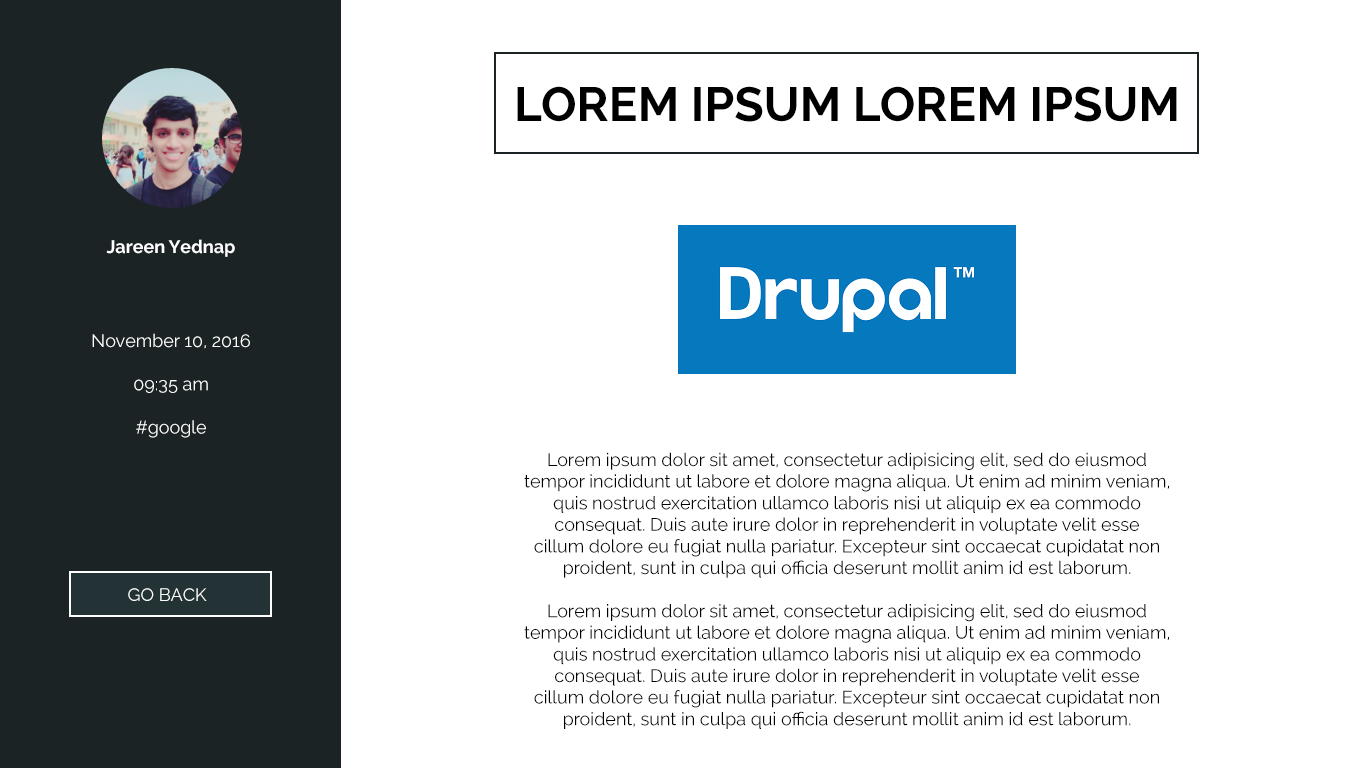 Jareen Yednap
November 10, 2016
09:35 am
#google
GO BACK
LOREM IPSUM LOREM IPSUM
Drupal™
Lorem ipsum dolor sit amet, consectetur adipisicing elit, sed do eiusmod
tempor incididunt ut labore et dolore magna aliqua. Ut enim ad minim veniam,
quis nostrud exercitation ullamco laboris nisi ut aliquip ex ea commodo
consequat. Duis aute irure dolor in reprehenderit in voluptate velit esse
cillum dolore eu fugiat nulla pariatur. Excepteur sint occaecat cupidatat non
proident, sunt in culpa qui officia deserunt mollit anim id est laborum.
Lorem ipsum dolor sit amet, consectetur adipisicing elit, sed do eiusmod
tempor incididunt ut labore et dolore magna aliqua. Ut enim ad minim veniam,
quis nostrud exercitation ullamco laboris nisi ut aliquip ex ea commodo
consequat. Duis aute irure dolor in reprehenderit in voluptate velit esse
cillum dolore eu fugiat nulla pariatur. Excepteur sint occaecat cupidatat non
proident, sunt in culpa qui officia deserunt mollit anim id est laborum.